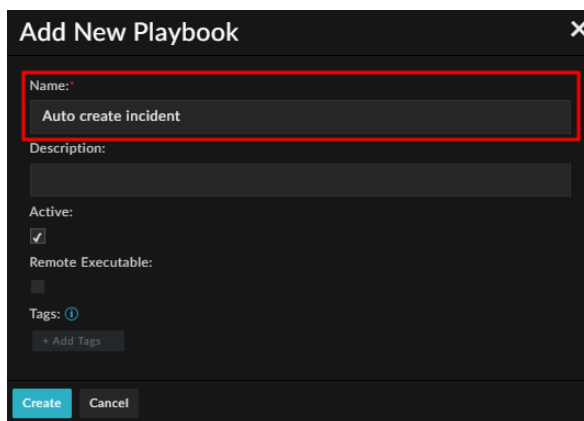 Add New Playbook
Name:*
Auto create incident
Description:
Active:
Remote Executable:
Tags:
+ Add Tags
Create Cancel